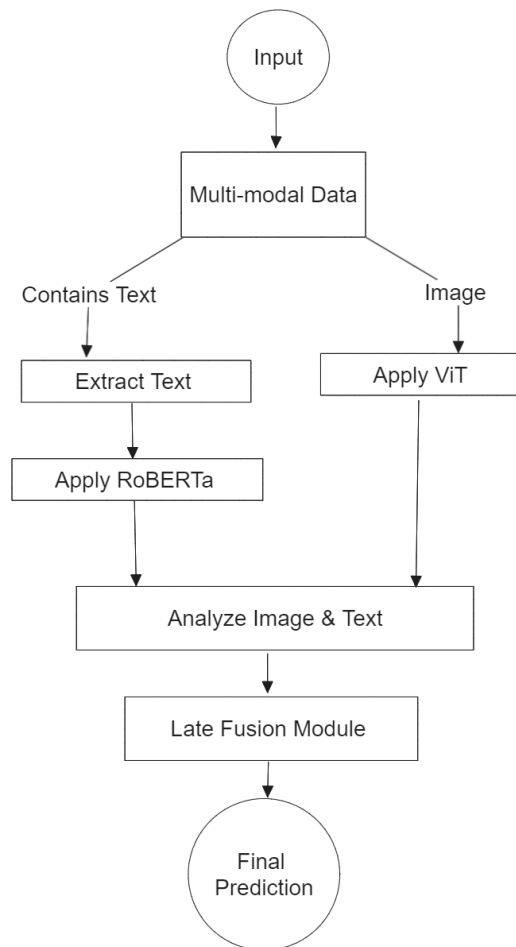 Input
Multi-modal Data
Contains Text
Image
Extract Text
Apply ViT
Apply RoBERTa
Analyze Image & Text
Late Fusion Module
Final
Prediction